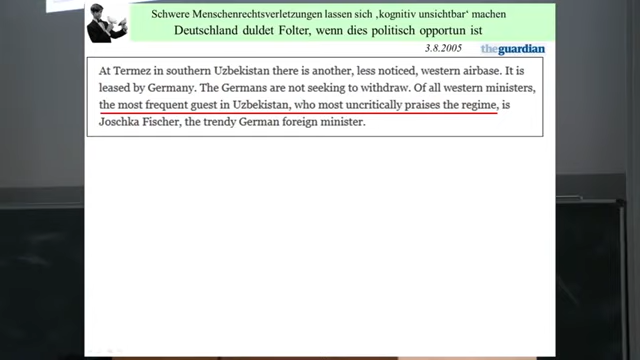 Schwere Menschenrechtsverletzungen lassen sich ‚kognitiv unsichtbar' machen
Deutschland duldet Folter, wenn dies politisch opportun ist
3.8.2005
theguardian
At Termez in southern Uzbekistan there is another, less noticed, western airbase. It is
leased by Germany. The Germans are not seeking to withdraw. Of all western ministers,
the most frequent guest in Uzbekistan, who most uncritically praises the regime, is
Joschka Fischer, the trendy German foreign minister.